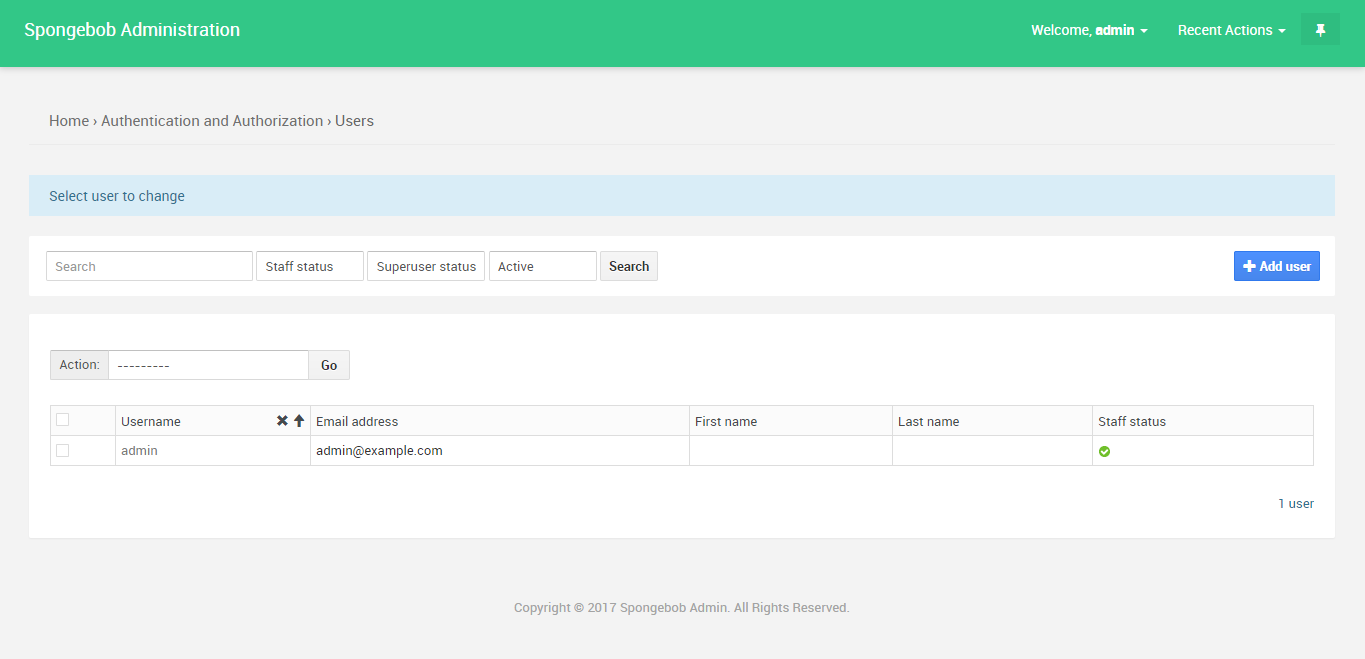 Spongebob Administration Welcome, admin Recent Actions
Home › Authentication and Authorization › Users
Select user to change
Search Staff status Superuser status Active Search Add user
Action: --------- Go
Username Email address First name Last name Staff status
admin admin@example.com
1 user
Copyright © 2017 Spongebob Admin. All Rights Reserved.